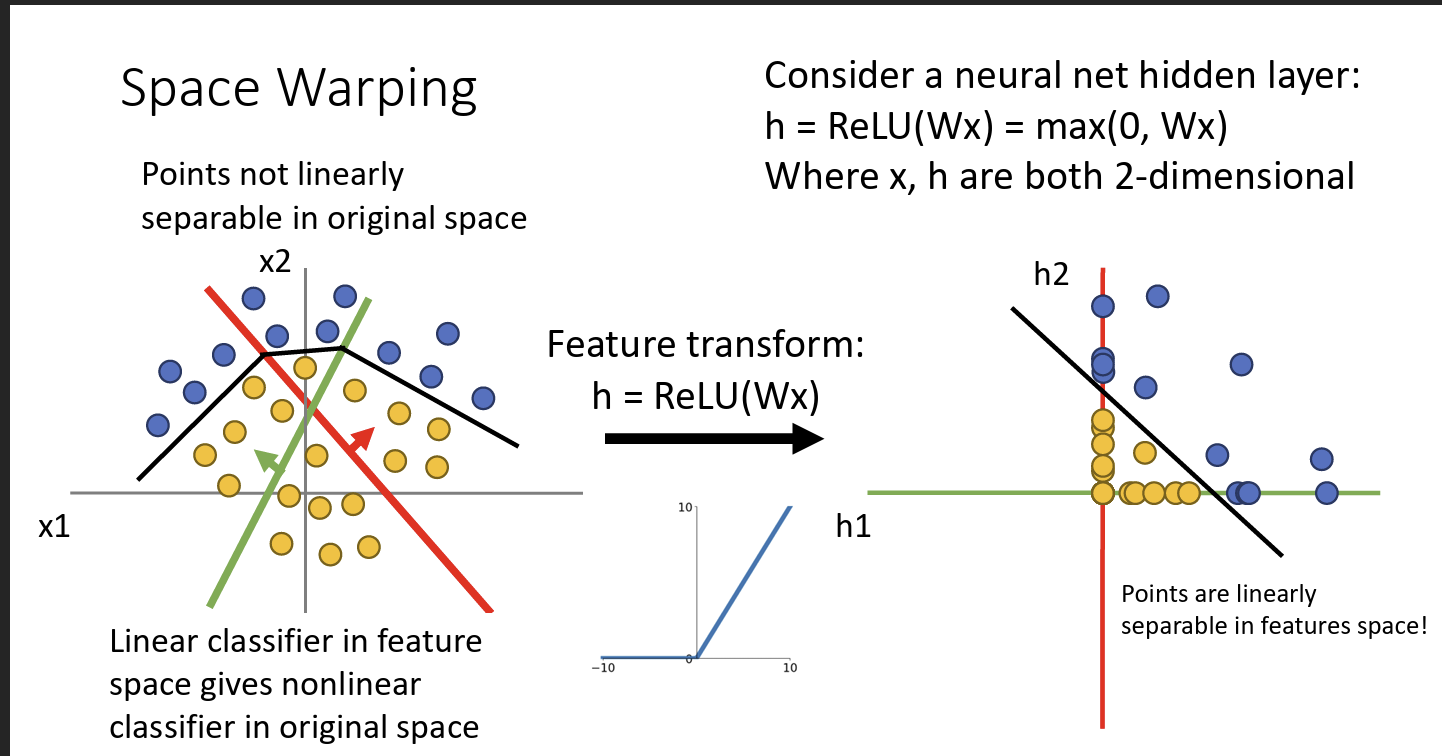 Space Warping
Consider a neural net hidden layer:
h = ReLU(Wx) = max(0, Wx)
Where x, h are both 2-dimensional
Points not linearly
separable in original space
x2
x1
Feature transform:
h = ReLU(Wx)
10
0
−10
10
h2
h1
Points are linearly
separable in features space!
Linear classifier in feature
space gives nonlinear
classifier in original space